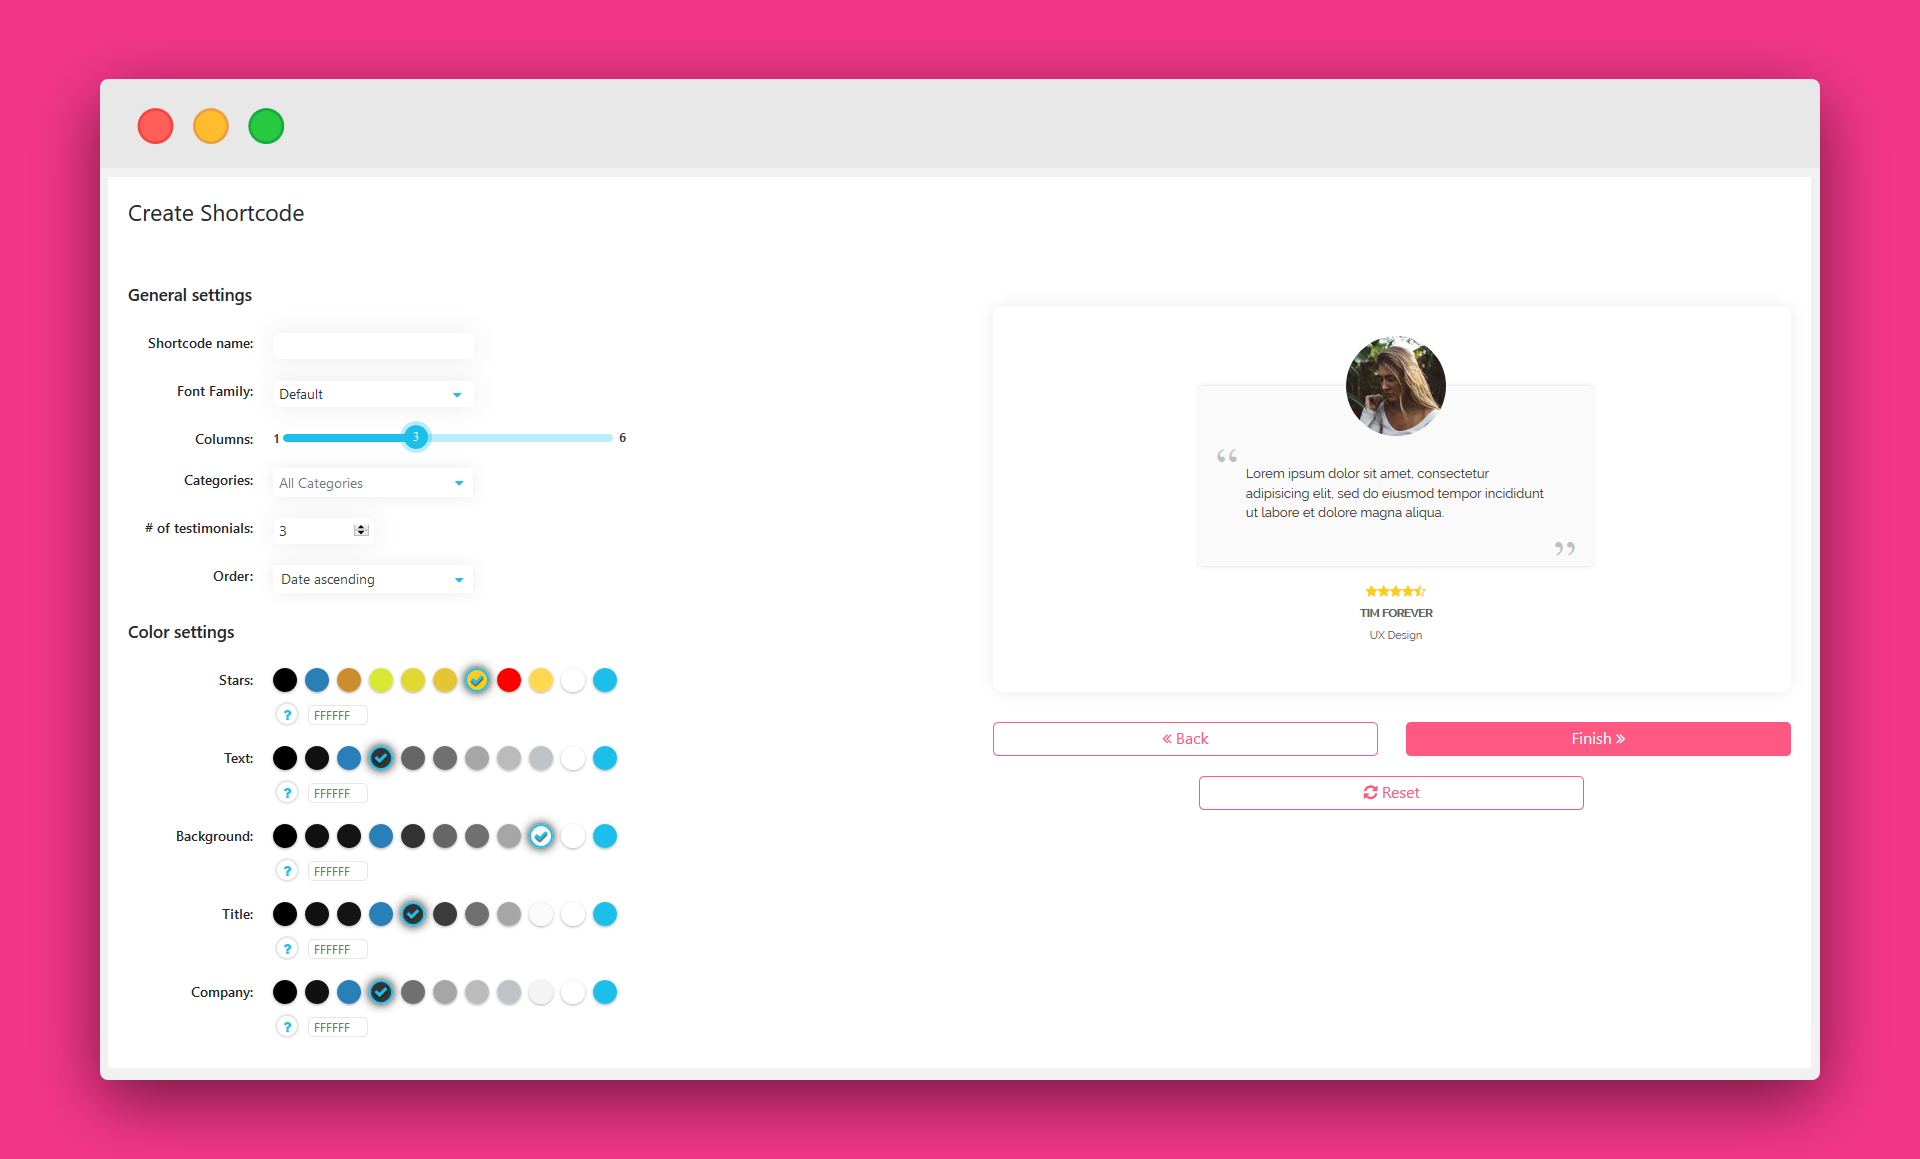 Create Shortcode
General settings
Shortcode name:
Font Family: Default
Columns: 1 3 6
Categories: All Categories
# of testimonials: 3
Order: Date ascending
Color settings
Stars:
? FFFFFF
Text:
? FFFFFF
Background:
? FFFFFF
Title:
? FFFFFF
Company:
? FFFFFF
“
Lorem ipsum dolor sit amet, consectetur
adipisicing elit, sed do eiusmod tempor incididunt
ut labore et dolore magna aliqua.
”
TIM FOREVER
UX Design
« Back
Finish »
Reset